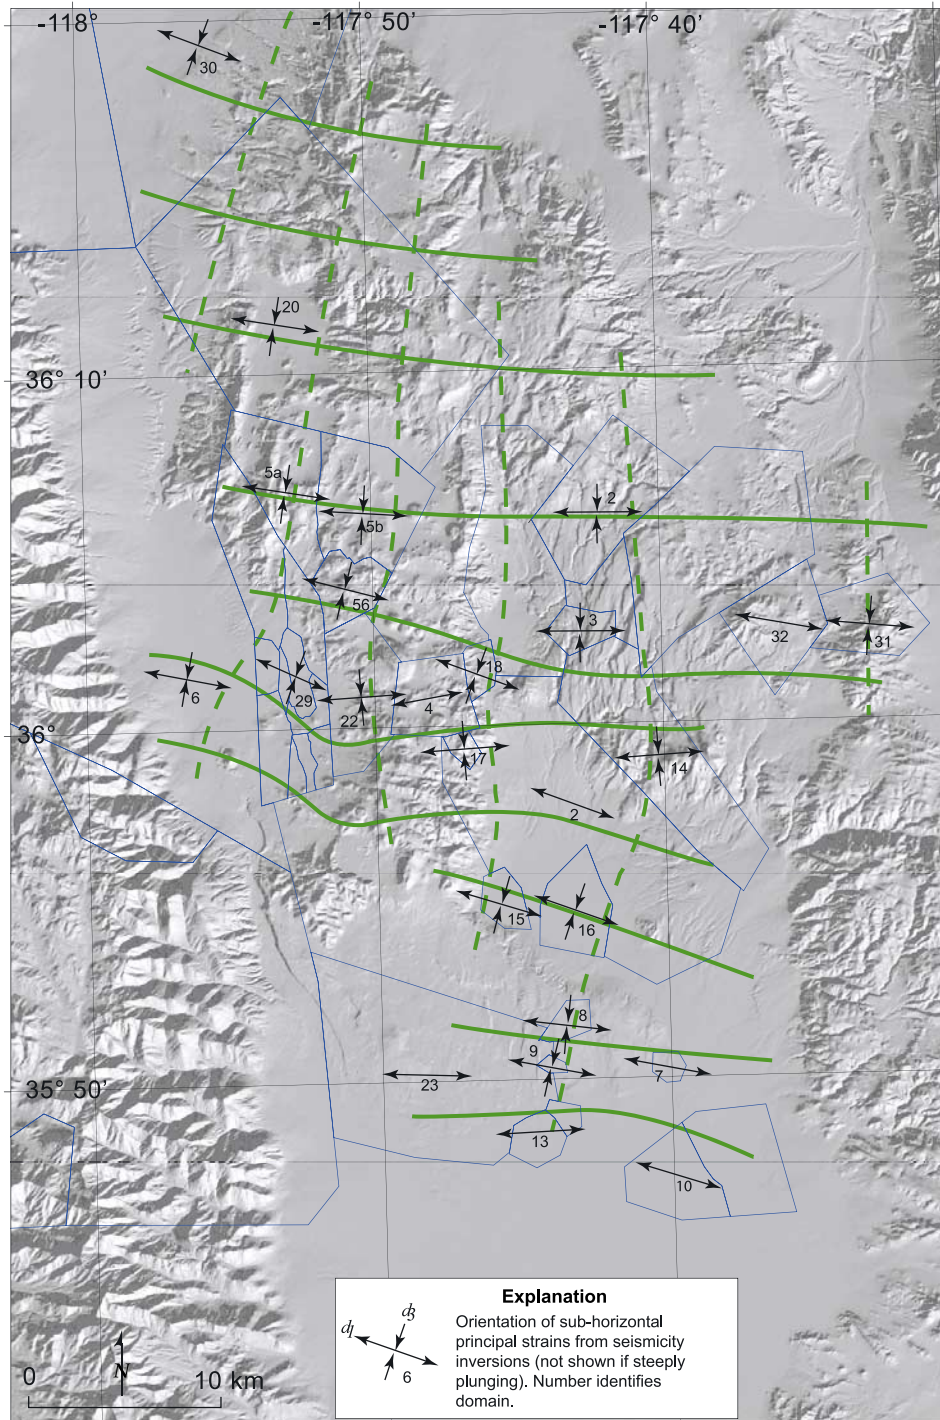 -118°
-117° 50’
-117° 40’
30
20
36° 10’
5a
2
5b
56
3
32
31
18
6
29
4
22
36°
17
14
2
15
16
8
9
7
23
35° 50’
13
10
Explanation
d1
d3
6
Orientation of sub-horizontal
principal strains from seismicity
inversions (not shown if steeply
plunging). Number identifies
domain.
N
0
10 km